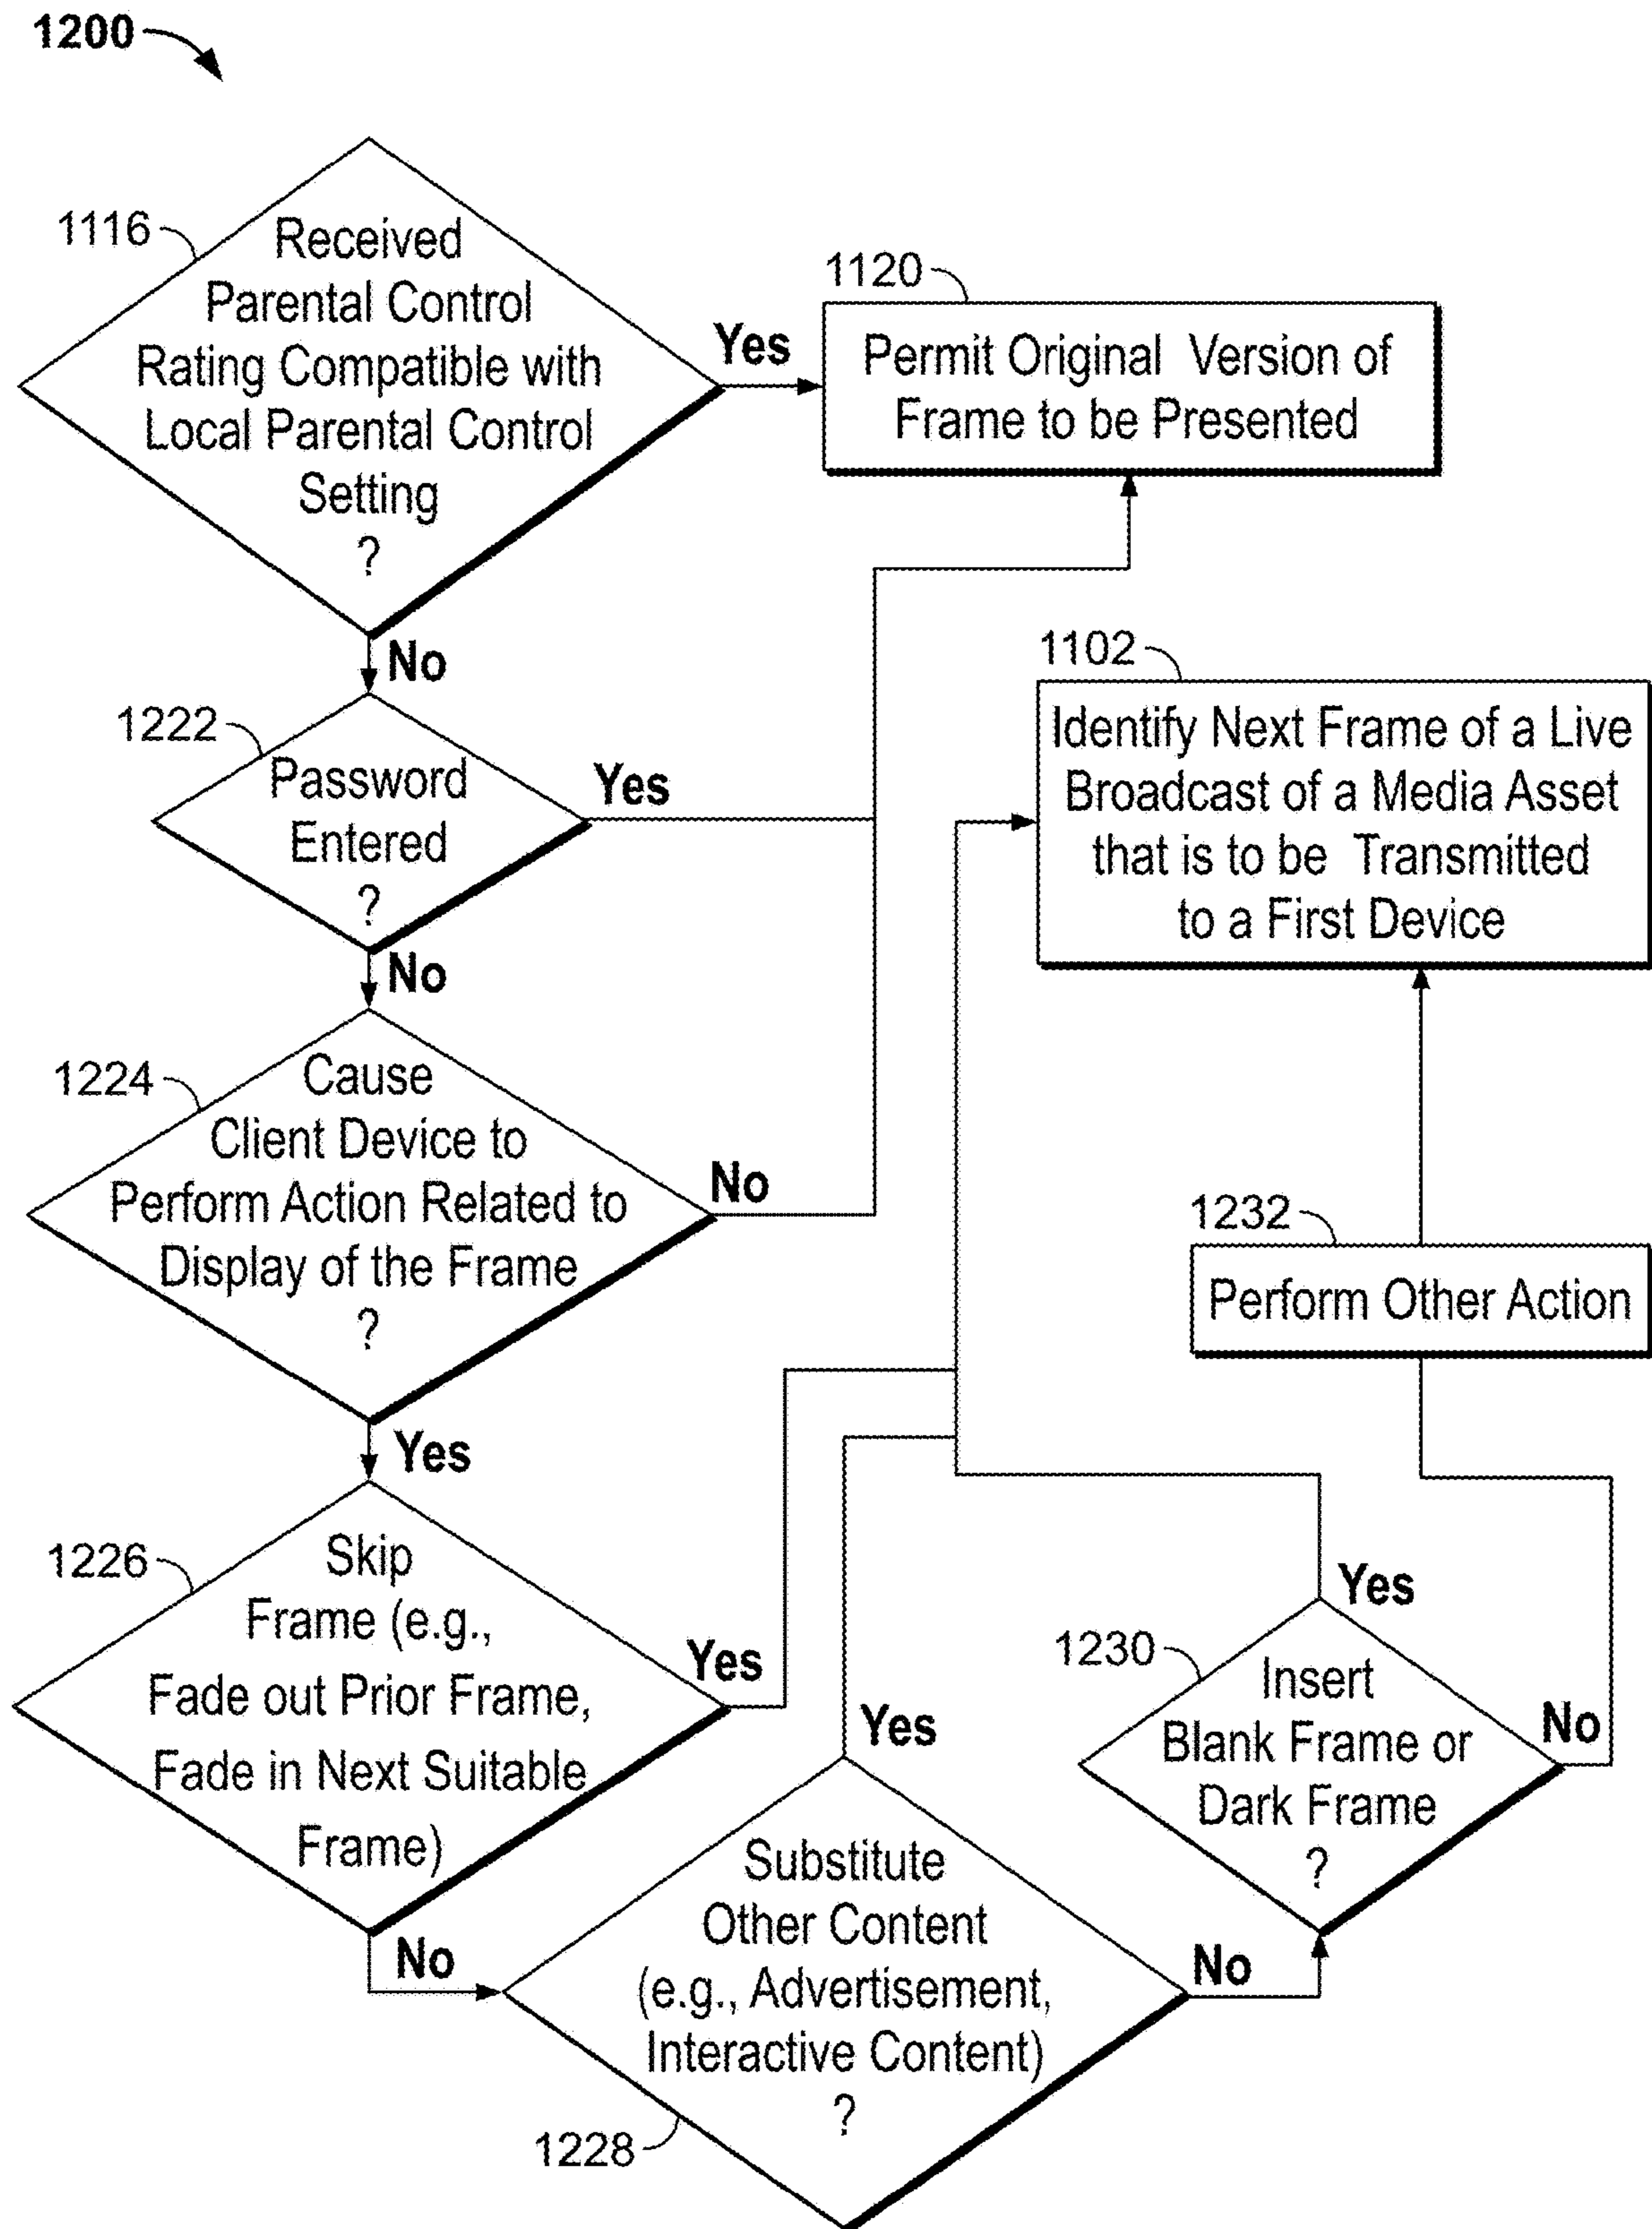 1200
1116
Received
Parental Control
Rating Compatible with
Local Parental Control
Setting
?
Yes
1120
Permit Original Version of
Frame to be Presented
No
1222
Password
Entered
?
Yes
1102
Identify Next Frame of a Live
Broadcast of a Media Asset
that is to be Transmitted
to a First Device
No
1224
Cause
Client Device to
Perform Action Related to
Display of the Frame
?
No
1232
Perform Other Action
Yes
1226
Skip
Frame (e.g.,
Fade out Prior Frame,
Fade in Next Suitable
Frame)
Yes
No
1228
Substitute
Other Content
(e.g., Advertisement,
Interactive Content)
?
Yes
No
1230
Insert
Blank Frame or
Dark Frame
?
Yes
No